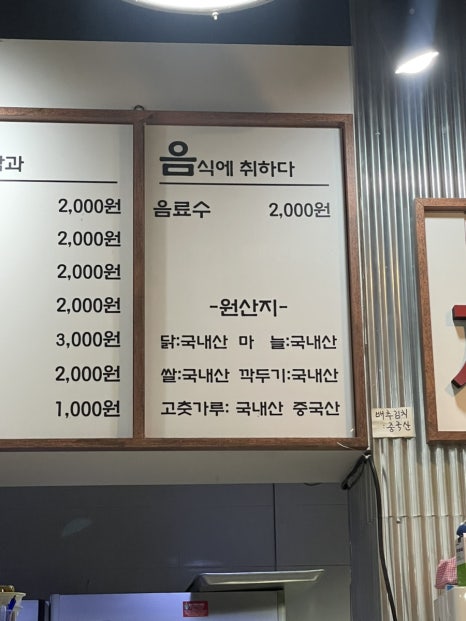 과
2,000원
2,000원
2,000원
2,000원
3,000원
2,000원
1,000원
음식에 취하다
음료수 2,000원
-원산지-
닭:국내산 마 늘:국내산
쌀:국내산 깍두기:국내산
고춧가루: 국내산 중국산
배추김치
:중국산